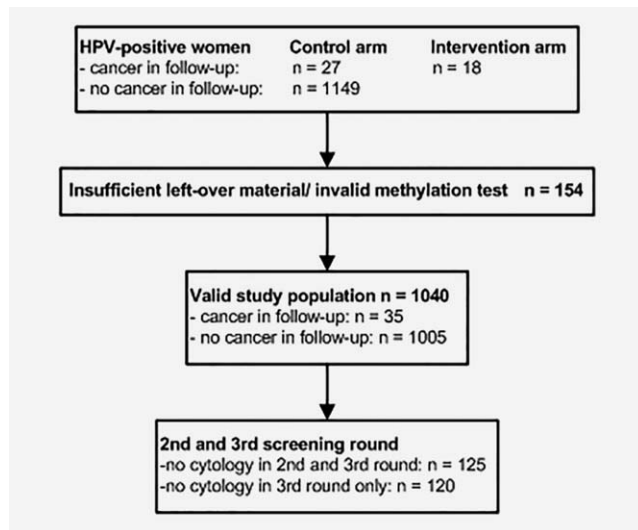 HPV-positive women Control arm Intervention arm
- cancer in follow-up: n = 27 n = 18
- no cancer in follow-up: n = 1149
Insufficient left-over material/ invalid methylation test n = 154
Valid study population n = 1040
- cancer in follow-up: n = 35
- no cancer in follow-up: n = 1005
2nd and 3rd screening round
-no cytology in 2nd and 3rd round: n = 125
-no cytology in 3rd round only: n = 120